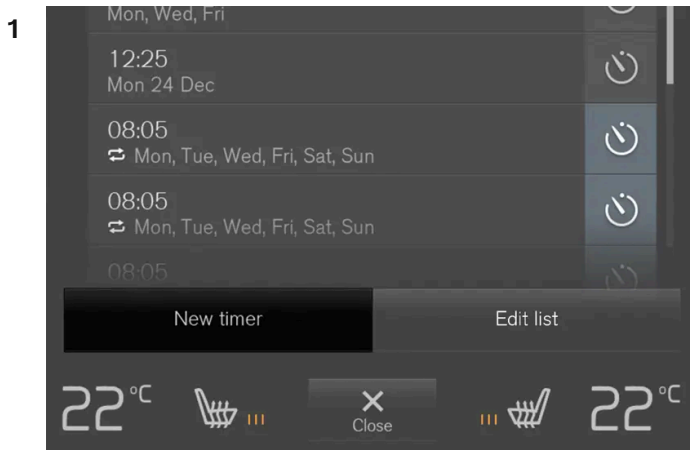 1
Mon, Wed, Fri
12:25
Mon 24 Dec
08:05
Mon, Tue, Wed, Fri, Sat, Sun
08:05
Mon, Tue, Wed, Fri, Sat, Sun
08:05
New timer
Edit list
22°C
Close
22°C